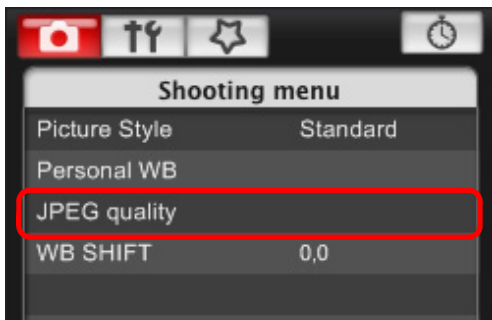 Shooting menu
Picture Style Standard
Personal WB
JPEG quality
WB SHIFT 0,0